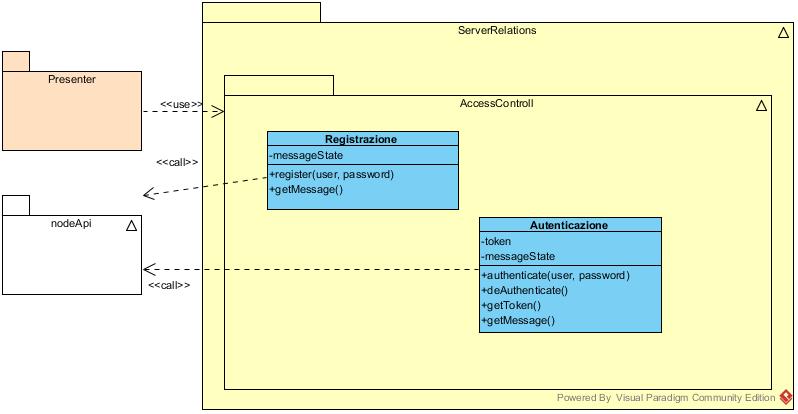 ServerRelations
Presenter
<<use>>
AccessControll
Registrazione
-messageState
+register(user, password)
+getMessage()
<<call>>
nodeApi
Autenticazione
-token
-messageState
+authenticate(user, password)
+deAuthenticate()
+getToken()
+getMessage()
<<call>>
Powered By Visual Paradigm Community Edition